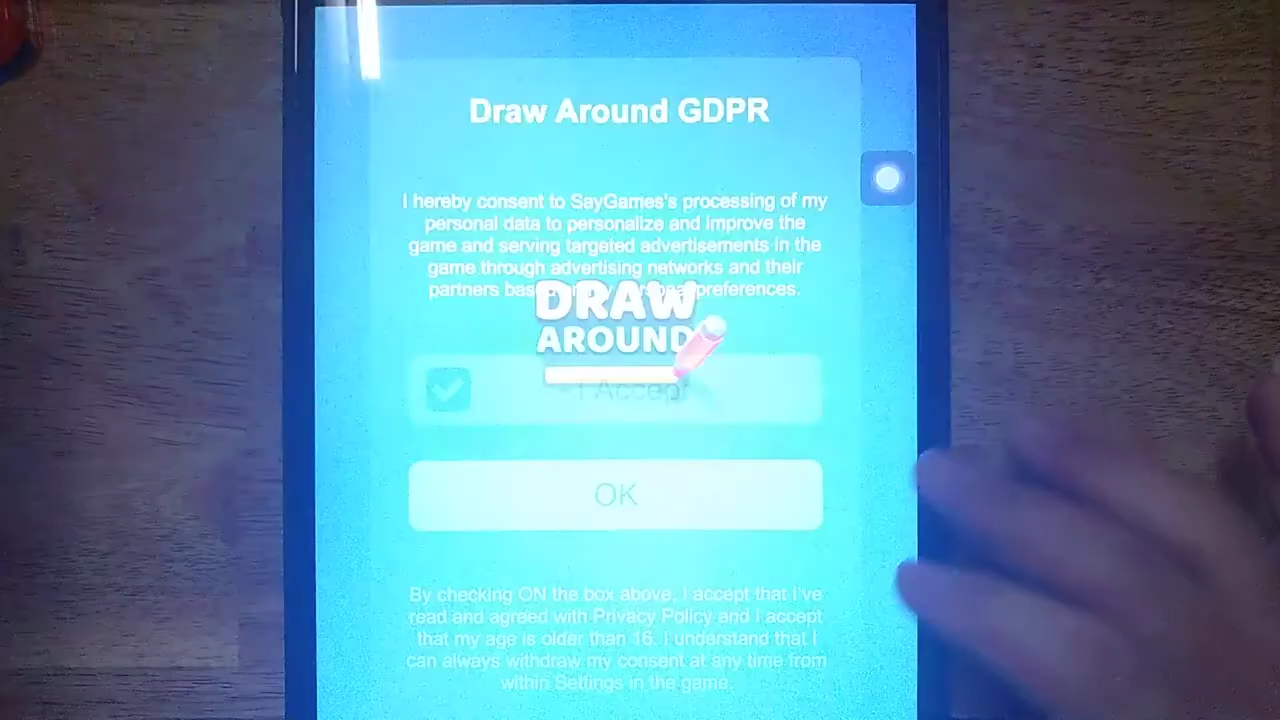 Draw Around GDPR
I hereby consent to SayGames's processing of my
personal data to personalize and improve the
game and serving targeted advertisements in the
game through advertising networks and their
partners personal preferences.
DRAW
AROUND
I Accept
OK
By checking ON the box above, I accept that I've
read and agreed with Privacy Policy and I accept
that my age is older than 16. I understand that I
can always withdraw my consent at any time from
within Settings in the game.